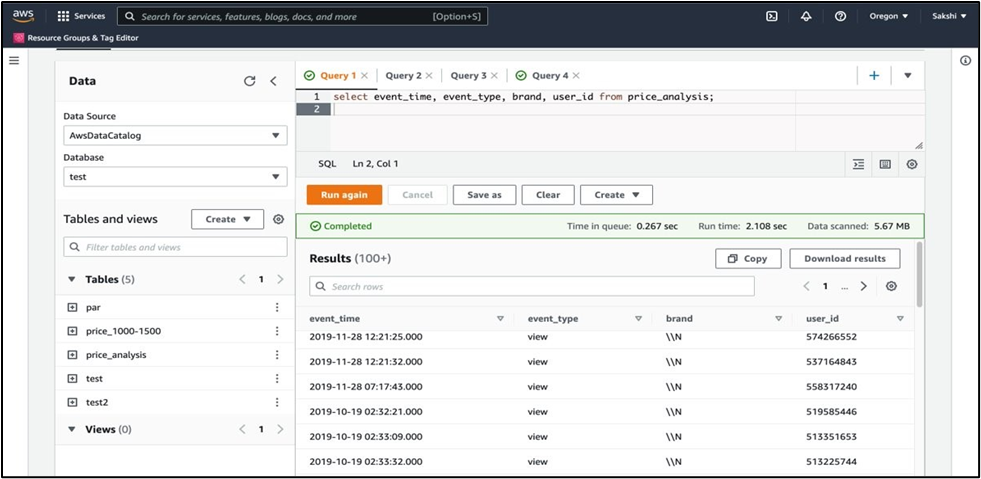 aws Services Search for services, features, blogs, docs, and more [Option+S] Oregon Sakshi
Resource Groups & Tag Editor
Data
Data Source
AwsDataCatalog
Database
test
Tables and views Create
Filter tables and views
Tables (5) 1
par
price_1000-1500
price_analysis
test
test2
Views (0) 1
Query 1 Query 2 Query 3 Query 4
1 select event_time, event_type, brand, user_id from price_analysis;
2
SQL Ln 2, Col 1
Run again Cancel Save as Clear Create
Completed Time in queue: 0.267 sec Run time: 2.108 sec Data scanned: 5.67 MB
Results (100+) Copy Download results
Search rows 1 ...
event_time event_type brand user_id
2019-11-28 12:21:25.000 view \\N 574266552
2019-11-28 12:21:32.000 view \\N 537164843
2019-11-28 07:17:43.000 view \\N 558317240
2019-10-19 02:32:21.000 view \\N 519585446
2019-10-19 02:33:09.000 view \\N 513351653
2019-10-19 02:33:32.000 view \\N 513225744